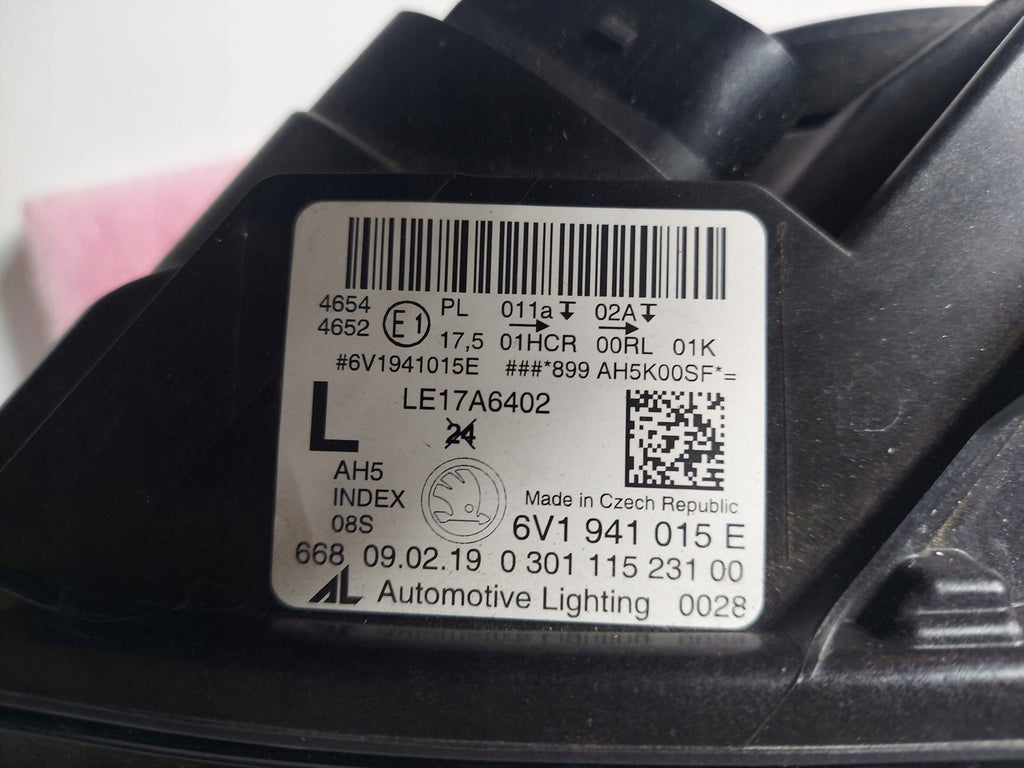 4654 PL 011a 02A
4652 E1 17,5 01HCR 00RL 01K
#6V1941015E ###*899 AH5K00SF*=
L LE17A6402
24
AH5
INDEX Made in Czech Republic
08S 6V1 941 015 E
668 09.02.19 0 301 115 231 00
AL Automotive Lighting 0028